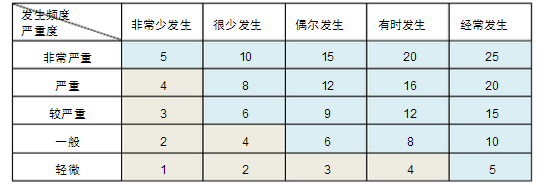 发生频度
严重度
非常少发生 很少发生 偶尔发生 有时发生 经常发生
非常严重 5 10 15 20 25
严重 4 8 12 16 20
较严重 3 6 9 12 15
一般 2 4 6 8 10
轻微 1 2 3 4 5